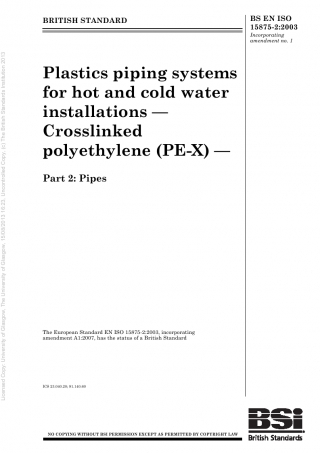 BRITISH STANDARD
BS EN ISO
15875-2:2003
Incorporating
amendment no. 1
Plastics piping systems
for hot and cold water
installations —
Crosslinked
polyethylene (PE-X) —
Part 2: Pipes
The European Standard EN ISO 15875-2:2003, incorporating
amendment A1:2007, has the status of a British Standard
NO COPYING WITHOUT BSI PERMISSION EXCEPT AS PERMITTED BY COPYRIGHT LAW
BSi
British Standards